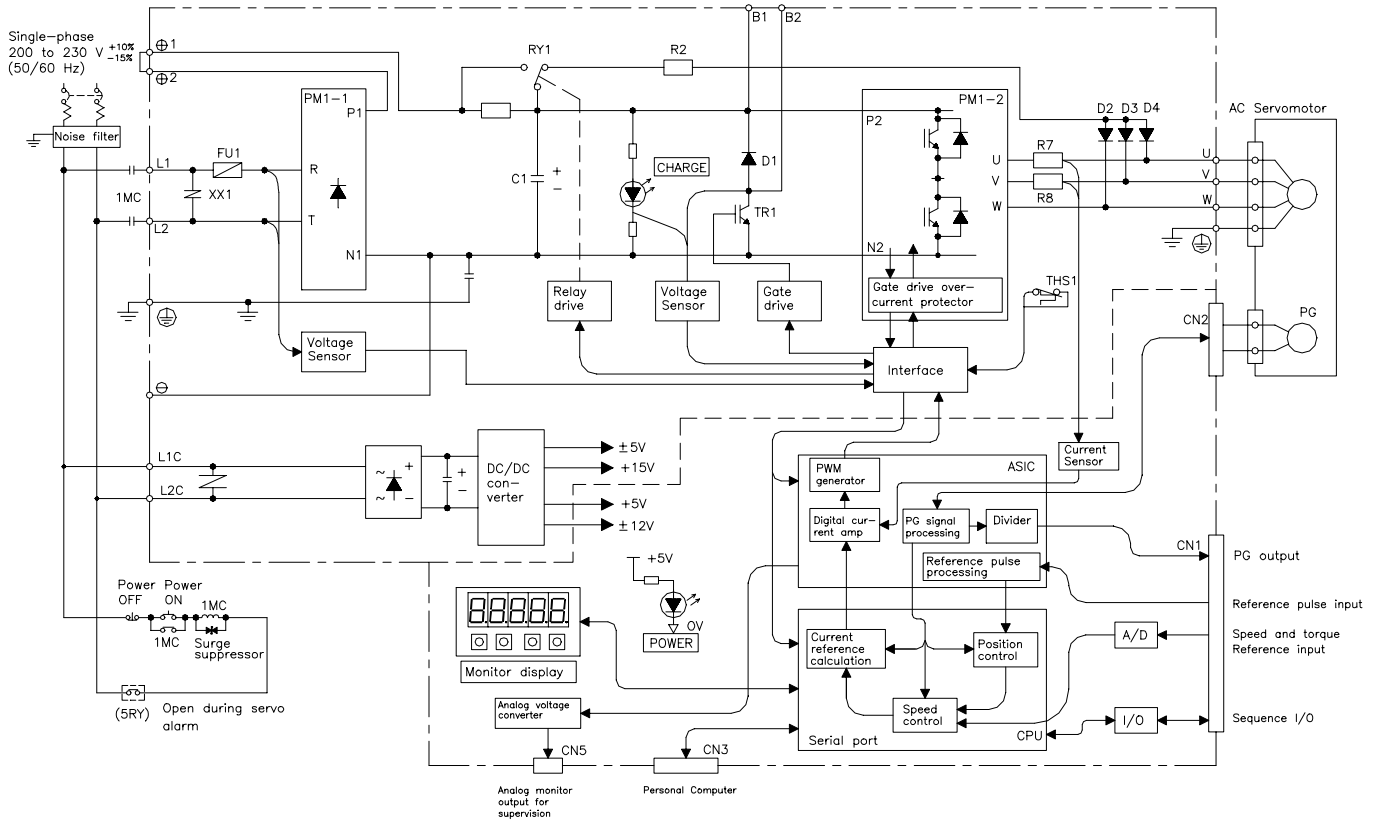 B1 B2
Single-phase
200 to 230 V +10%
-15%
(50/60 Hz)
⊕ 1
⊕ 2
RY1
R2
PM1-1
P1
PM1-2
P2
D2 D3 D4
AC Servomotor
Noise filter
FU1
L1
R
XX1
1MC
L2
T
C1
+
−
CHARGE
D1
TR1
U
V
W
R7
R8
U
V
W
N1
N2
Relay
drive
Voltage
Sensor
Gate
drive
Gate drive over-
current protector
THS1
CN2
PG
Voltage
Sensor
Interface
⊖
L1C
L2C
~ +
~ −
+
−
DC/DC
con-
verter
±5V
+15V
+5V
±12V
Current
Sensor
ASIC
PWM
generator
Digital cur-
rent amp
PG signal
processing
Divider
Reference pulse
processing
CN1
PG output
Reference pulse input
A/D
Speed and torque
Reference input
I/O
Sequence I/O
+5V
0V
POWER
Power
OFF
Power
ON
1MC
1MC
Surge
suppressor
(5RY)
Open during servo
alarm
8.8.8.8.8.
Monitor display
Current
reference
calculation
Position
control
Speed
control
CPU
Serial port
Analog voltage
converter
CN5
CN3
Analog monitor
output for
supervision
Personal Computer